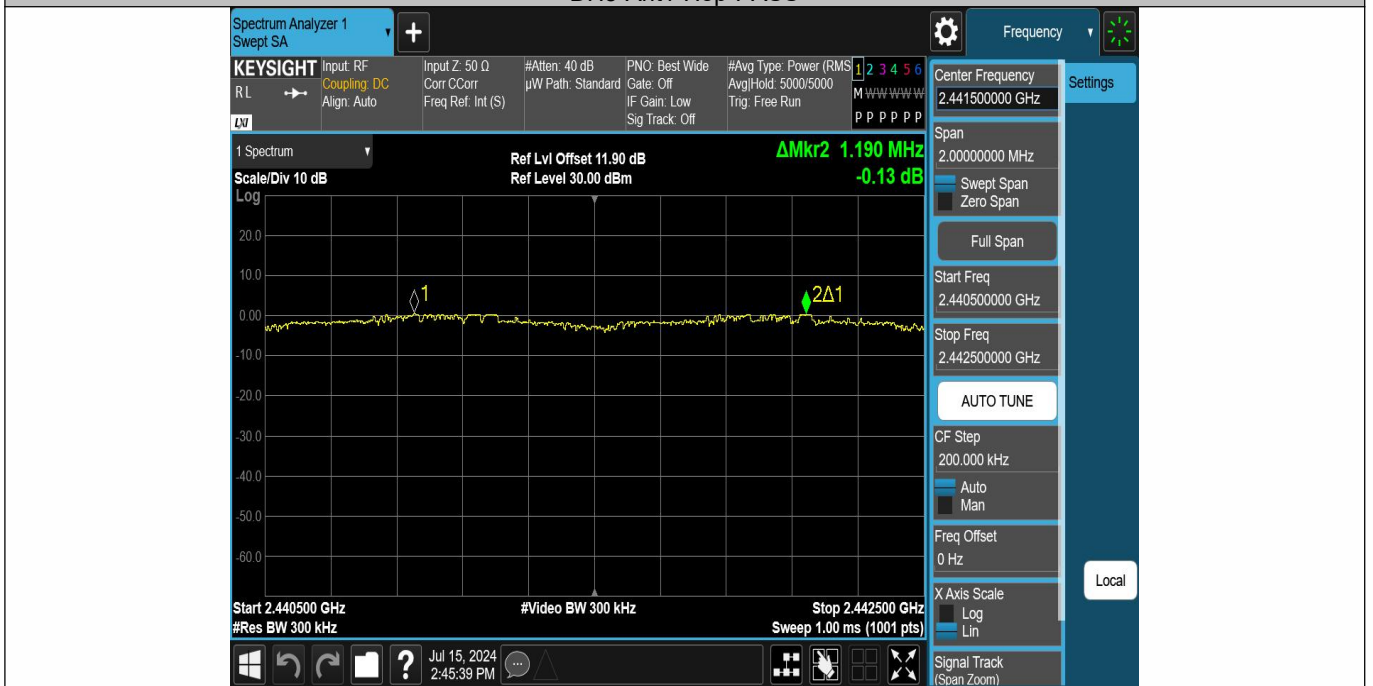 Spectrum Analyzer 1
Swept SA
+
Frequency
KEYSIGHT
RL
LXI
Input: RF
Coupling: DC
Align: Auto
Input Z: 50 Ω
Corr CCorr
Freq Ref: Int (S)
#Atten: 40 dB
µW Path: Standard
PNO: Best Wide
Gate: Off
IF Gain: Low
Sig Track: Off
#Avg Type: Power (RMS
Avg|Hold: 5000/5000
Trig: Free Run
1 2 3 4 5 6
M W W W W W
P P P P P P
1 Spectrum
Scale/Div 10 dB
Log
Ref Lvl Offset 11.90 dB
Ref Level 30.00 dBm
ΔMkr2 1.190 MHz
-0.13 dB
20.0
10.0
0.00
-10.0
-20.0
-30.0
-40.0
-50.0
-60.0
1
2Δ1
Start 2.440500 GHz
#Res BW 300 kHz
#Video BW 300 kHz
Stop 2.442500 GHz
Sweep 1.00 ms (1001 pts)
Jul 15, 2024
2:45:39 PM
Center Frequency
2.441500000 GHz
Settings
Span
2.00000000 MHz
Swept Span
Zero Span
Full Span
Start Freq
2.440500000 GHz
Stop Freq
2.442500000 GHz
AUTO TUNE
CF Step
200.000 kHz
Auto
Man
Freq Offset
0 Hz
X Axis Scale
Log
Lin
Local
Signal Track
(Span Zoom)